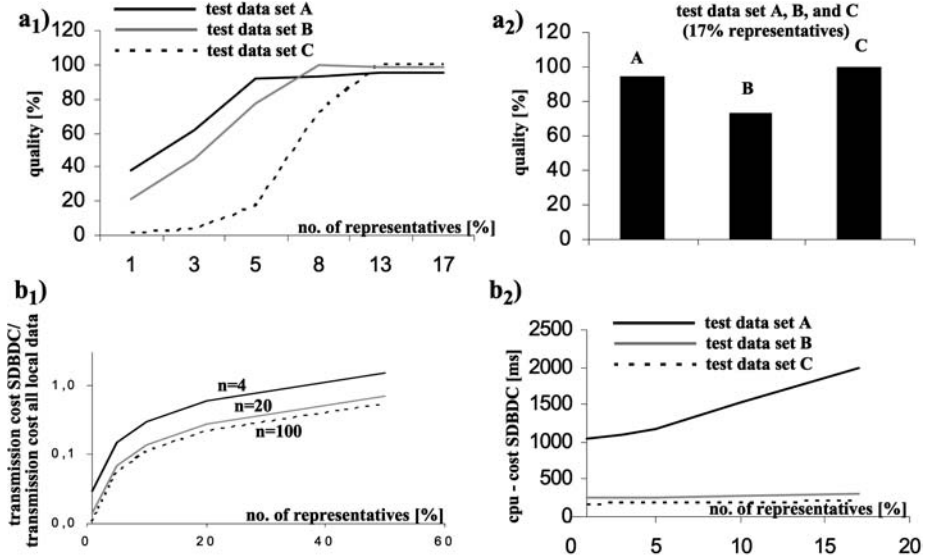 a1)
test data set A
test data set B
test data set C
quality [%]
120
100
80
60
40
20
0
no. of representatives [%]
1 3 5 8 13 17
a2)
test data set A, B, and C
(17% representatives)
quality [%]
120
100
80
60
40
20
0
A
B
C
b1)
transmission cost SDBDC/
transmission cost all local data
1,0
0,1
0,0
n=4
n=20
n=100
no. of representatives [%]
0 20 40 60
b2)
test data set A
test data set B
test data set C
cpu - cost SDBDC [ms]
2500
2000
1500
1000
500
0
no. of representatives [%]
0 5 10 15 20